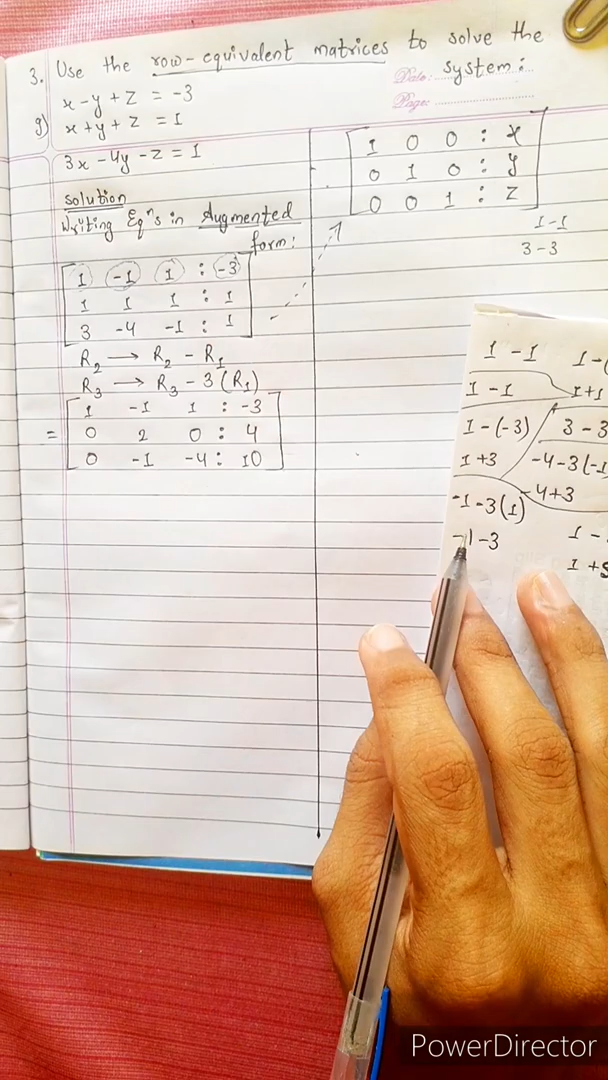 3. Use the row-equivalent matrices to solve the system:
Date:
Page:
g) x - y + z = -3
x + y + z = 1
3x - 4y - z = 1
solution
Writing Eqⁿs in Augmented form:
1 -1 1 : -3
1 1 1 : 1
3 -4 -1 : 1
R₂ → R₂ - R₁
R₃ → R₃ - 3(R₁)
= 1 -1 1 : -3
0 2 0 : 4
0 -1 -4 : 10
1 0 0 : x
0 1 0 : y
0 0 1 : z
1-1
3-3
1 - 1
1 - 1 1+1
1-(-3) 3-3
1+3 -4-3(-1
-1-3(1) -4+3
-1-3 1-
1+
PowerDirector